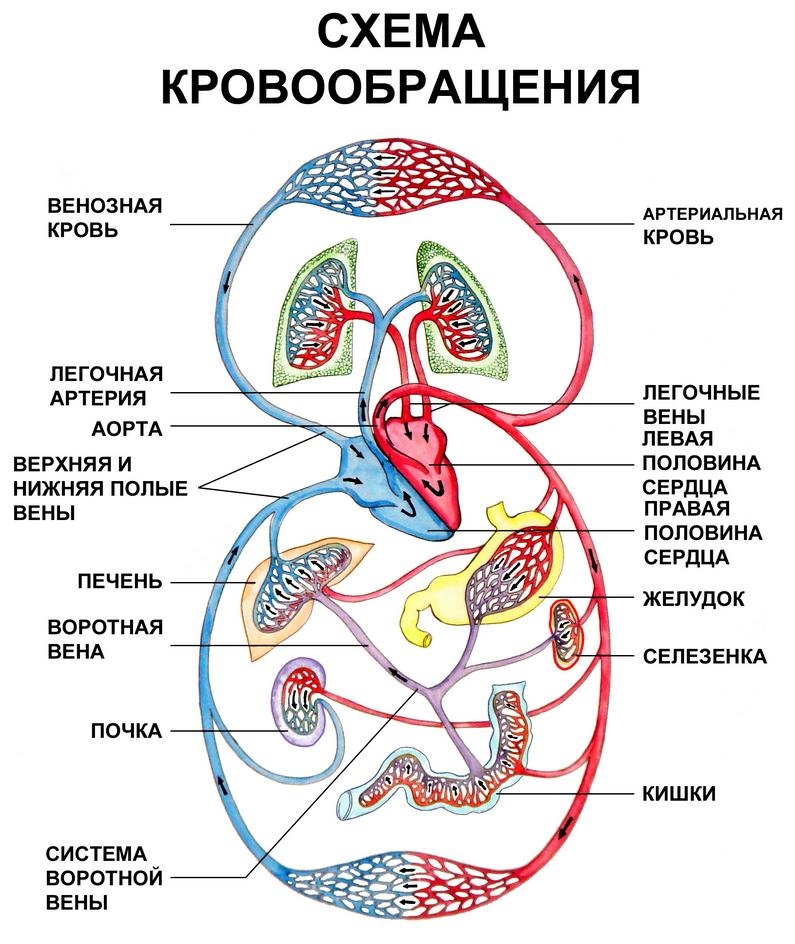 СХЕМА
КРОВООБРАЩЕНИЯ
ВЕНОЗНАЯ
КРОВЬ
АРТЕРИАЛЬНАЯ
КРОВЬ
ЛЕГОЧНАЯ
АРТЕРИЯ
АОРТА
ВЕРХНЯЯ И
НИЖНЯЯ ПОЛЫЕ
ВЕНЫ
ЛЕГОЧНЫЕ
ВЕНЫ
ЛЕВАЯ
ПОЛОВИНА
СЕРДЦА
ПРАВАЯ
ПОЛОВИНА
СЕРДЦА
ПЕЧЕНЬ
ЖЕЛУДОК
ВОРОТНАЯ
ВЕНА
СЕЛЕЗЕНКА
ПОЧКА
КИШКИ
СИСТЕМА
ВОРОТНОЙ
ВЕНЫ